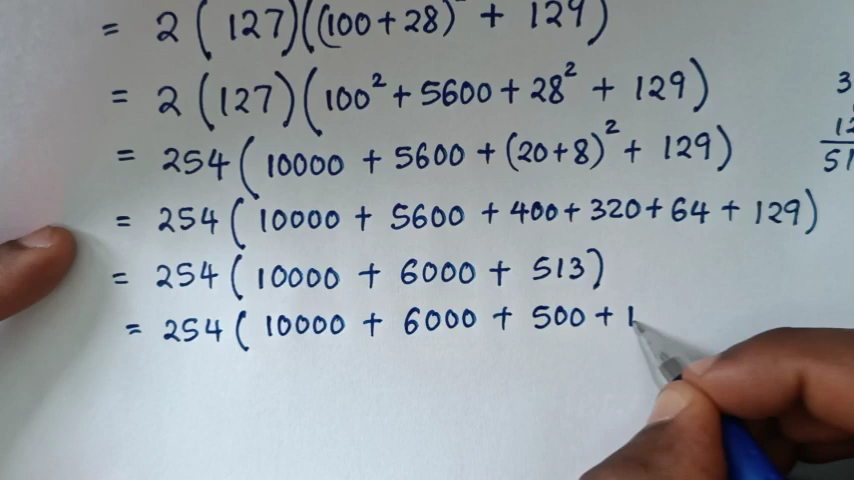 = 2 ( 127)((100 + 28)² + 129)
= 2 (127)(100² + 5600 + 28² + 129)
= 254 ( 10000 + 5600 + (20+8)² + 129)
= 254 ( 10000 + 5600 + 400 + 320 + 64 + 129)
= 254 ( 10000 + 6000 + 513)
= 254 ( 10000 + 6000 + 500 + 1